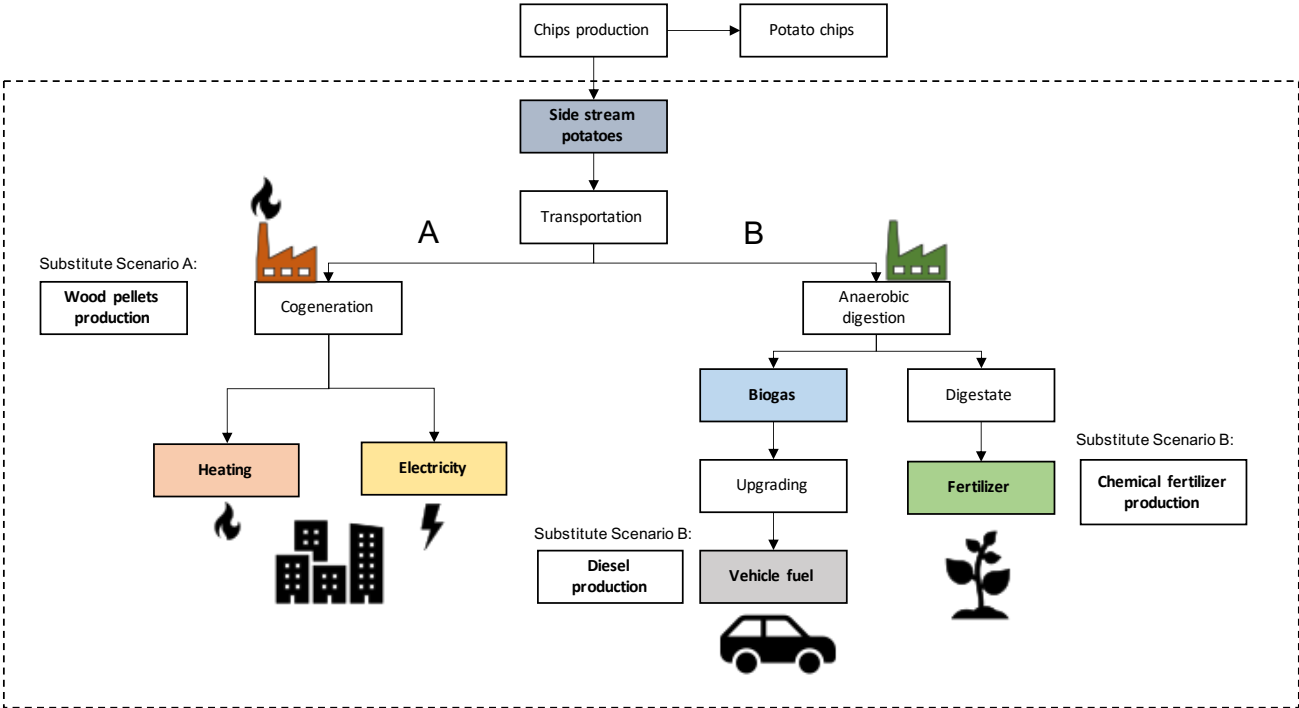 Chips production
Potato chips
Side stream
potatoes
Transportation
A
B
Substitute Scenario A:
Wood pellets
production
Cogeneration
Anaerobic
digestion
Heating
Electricity
Biogas
Digestate
Upgrading
Fertilizer
Substitute Scenario B:
Chemical fertilizer
production
Substitute Scenario B:
Diesel
production
Vehicle fuel